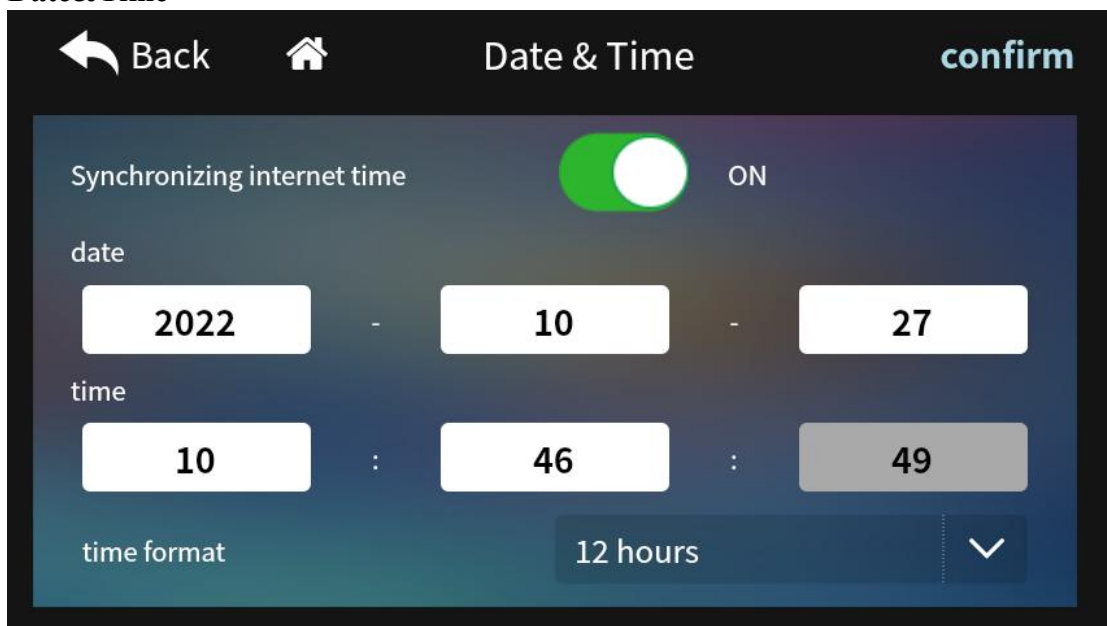 Back Date & Time confirm
Synchronizing internet time ON
date
2022 - 10 - 27
time
10 : 46 : 49
time format 12 hours